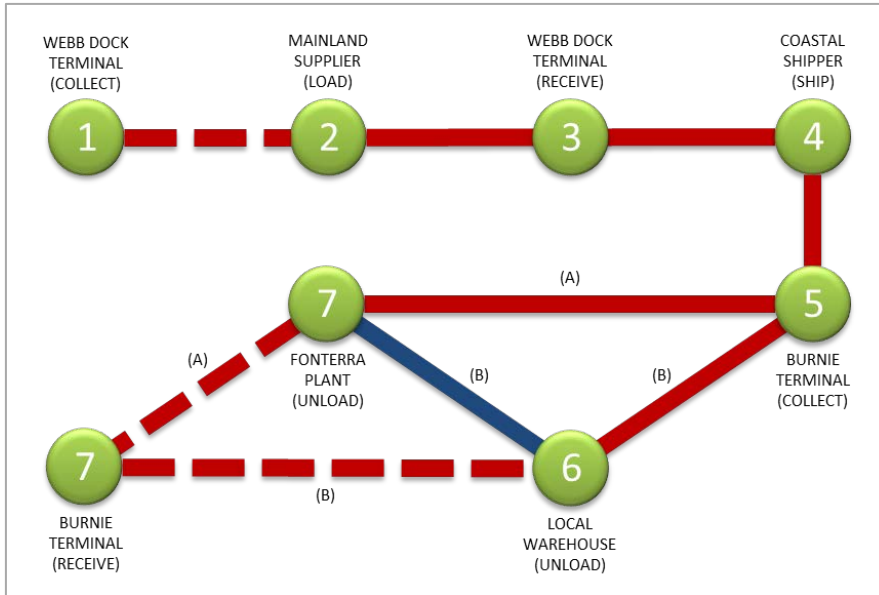 WEBB DOCK
TERMINAL
(COLLECT)
MAINLAND
SUPPLIER
(LOAD)
WEBB DOCK
TERMINAL
(RECEIVE)
COASTAL
SHIPPER
(SHIP)
1
2
3
4
(A)
7
5
(A)
FONTERRA
PLANT
(UNLOAD)
(B)
(B)
BURNIE
TERMINAL
(COLLECT)
7
6
(B)
BURNIE
TERMINAL
(RECEIVE)
LOCAL
WAREHOUSE
(UNLOAD)